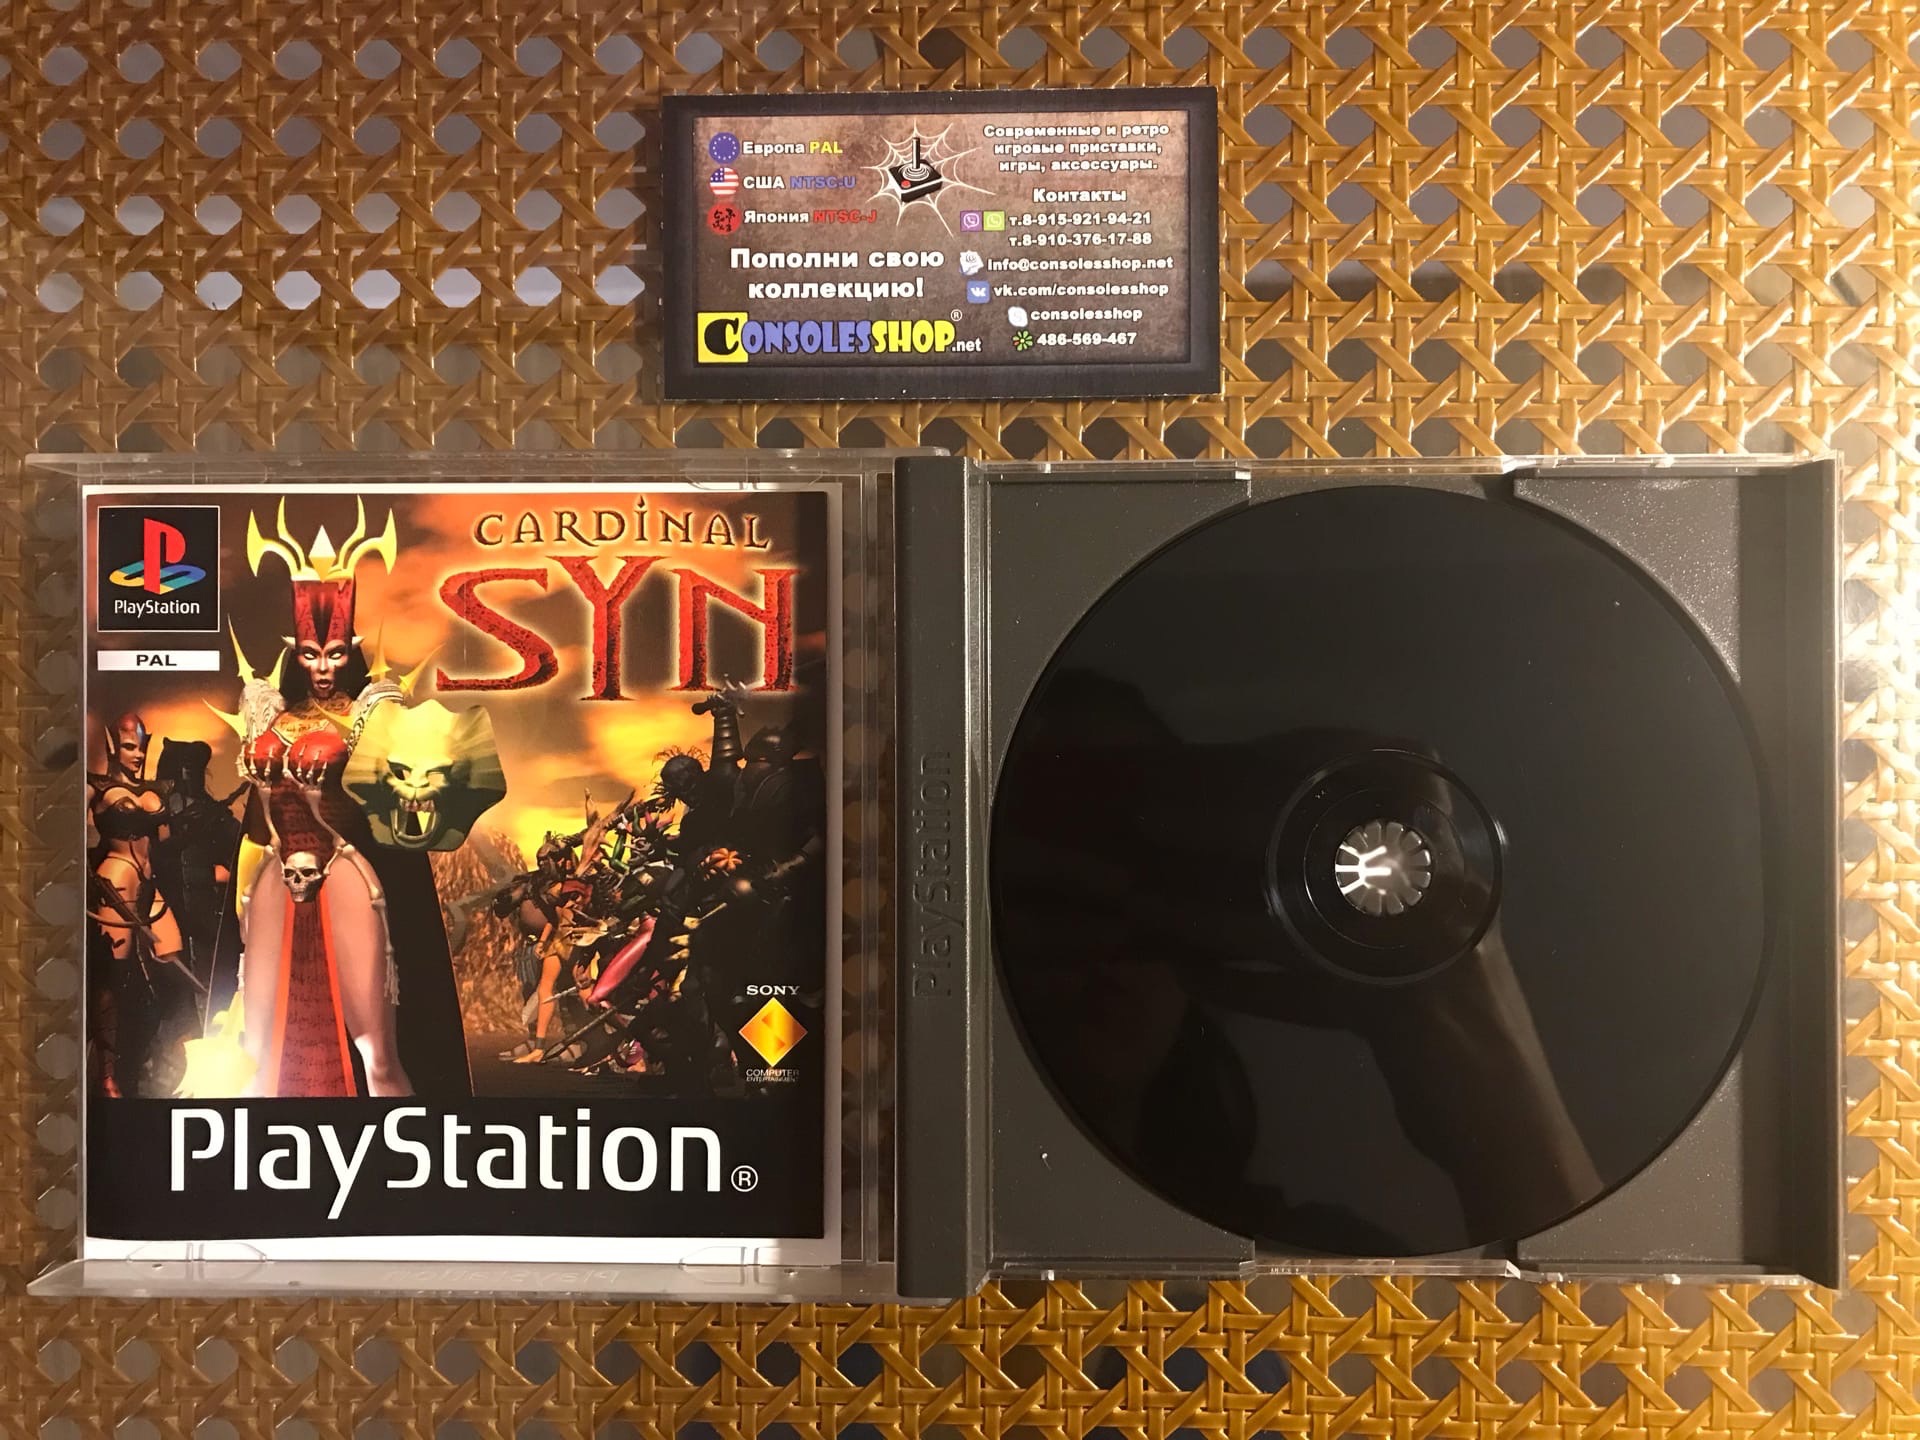 Европа PAL
США NTSC-U
Япония NTSC-J
Пополни свою
коллекцию!
CONSOLESSHOP.net
®
Современные и ретро
игровые приставки,
игры, аксессуары.
Контакты
т.8-915-921-94-21
т.8-910-376-17-88
info@consolesshop.net
vk.com/consolesshop
consolesshop
486-569-467
PlayStation
PAL
CARDINAL
SYN
SONY
COMPUTER
ENTERTAINMENT
PlayStation®
PlayStation